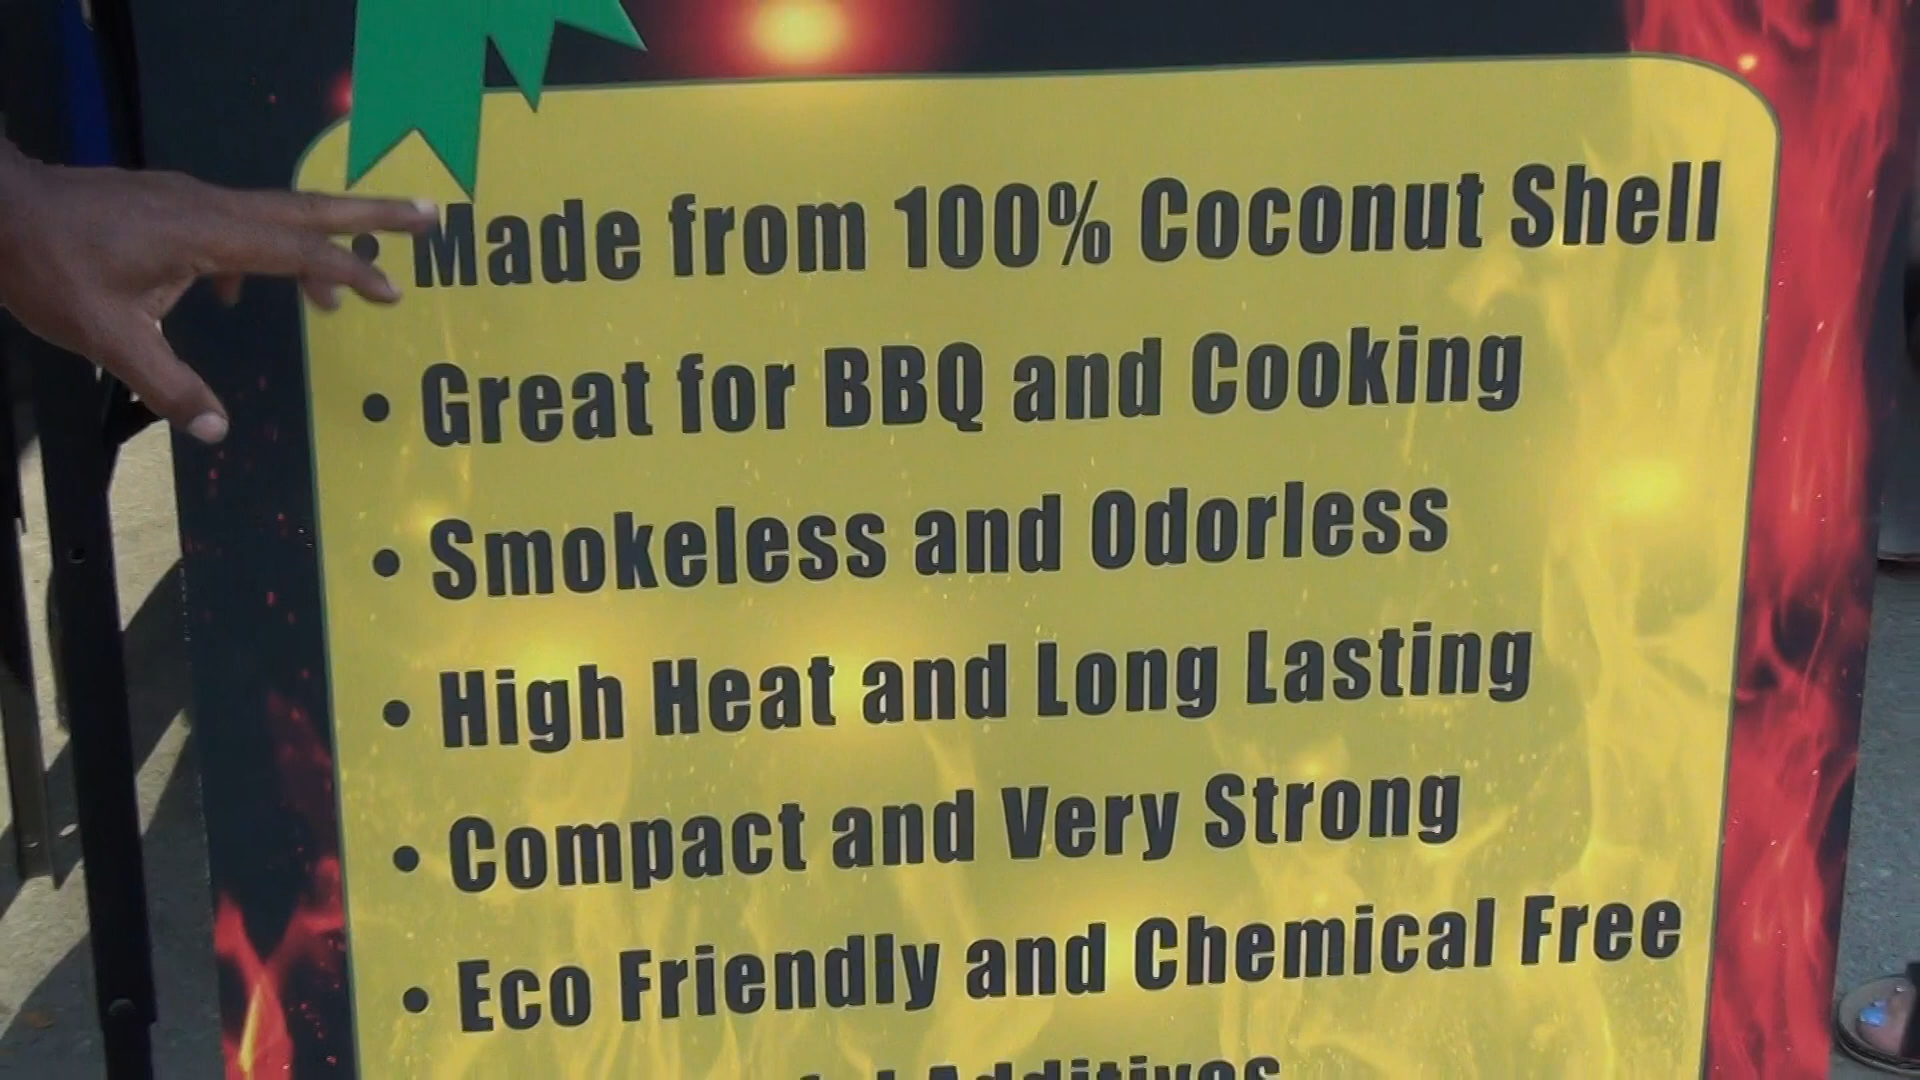 • Made from 100% Coconut Shell
• Great for BBQ and Cooking
• Smokeless and Odorless
• High Heat and Long Lasting
• Compact and Very Strong
• Eco Friendly and Chemical Free
Additives